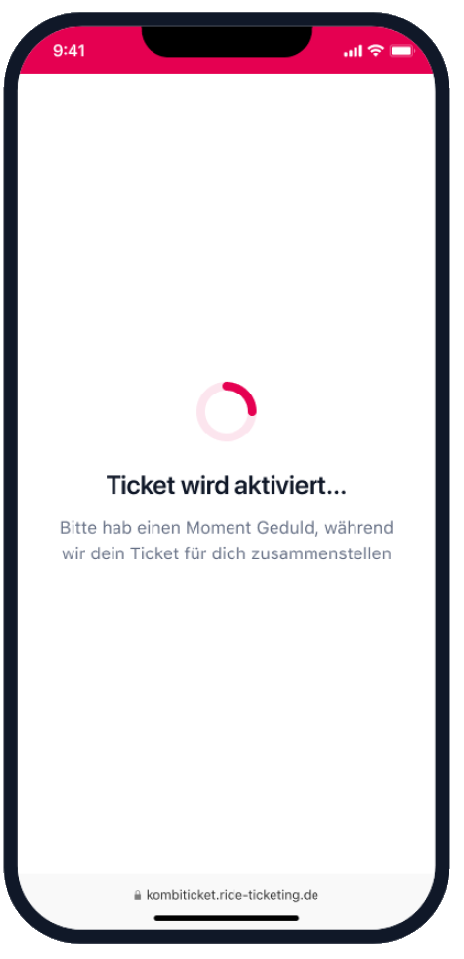 9:41
Ticket wird aktiviert...
Bitte hab einen Moment Geduld, während
wir dein Ticket für dich zusammenstellen
kombiticket.rice-ticketing.de